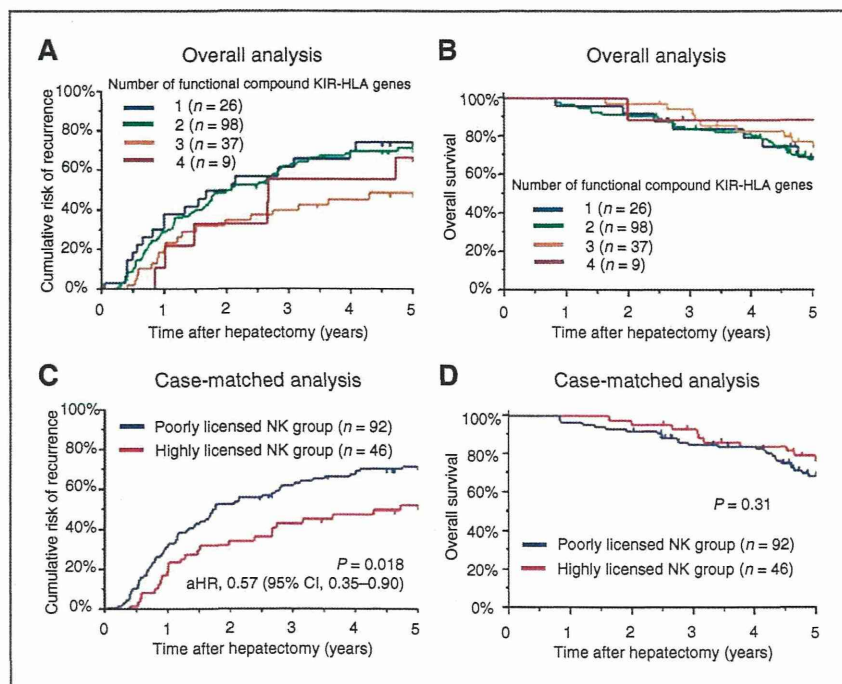 A
Overall analysis
Number of functional compound KIR-HLA genes
1 (n = 26)
2 (n = 98)
3 (n = 37)
4 (n = 9)
Cumulative risk of recurrence
100%
80%
60%
40%
20%
0%
0 1 2 3 4 5
Time after hepatectomy (years)
B
Overall analysis
Overall survival
100%
80%
60%
40%
20%
0%
Number of functional compound KIR-HLA genes
1 (n = 26)
2 (n = 98)
3 (n = 37)
4 (n = 9)
0 1 2 3 4 5
Time after hepatectomy (years)
C
Case-matched analysis
Cumulative risk of recurrence
100%
80%
60%
40%
20%
0%
Poorly licensed NK group (n = 92)
Highly licensed NK group (n = 46)
P = 0.018
aHR, 0.57 (95% CI, 0.35–0.90)
0 1 2 3 4 5
Time after hepatectomy (years)
D
Case-matched analysis
Overall survival
100%
80%
60%
40%
20%
0%
P = 0.31
Poorly licensed NK group (n = 92)
Highly licensed NK group (n = 46)
0 1 2 3 4 5
Time after hepatectomy (years)